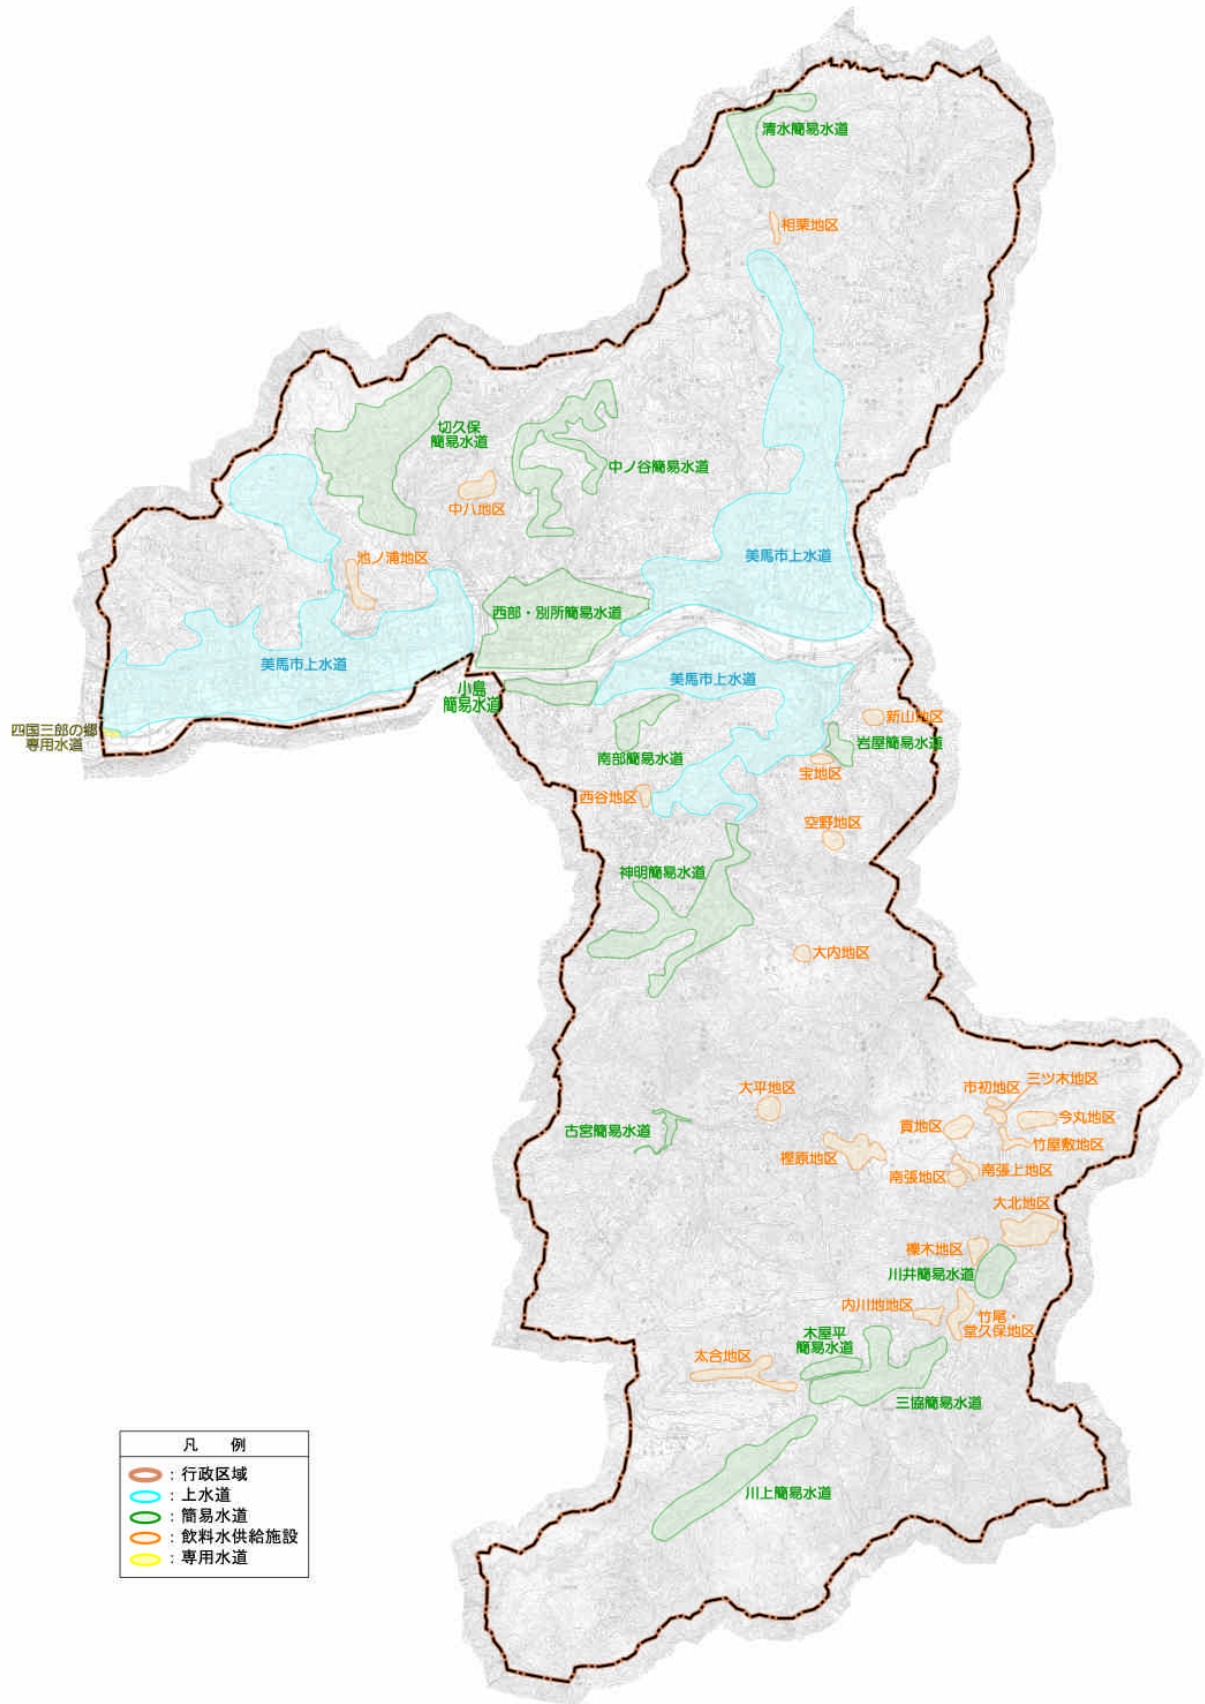 清水簡易水道
相栗地区
切久保
簡易水道
中ノ谷簡易水道
中八地区
美馬市上水道
池ノ浦地区
西部・別所簡易水道
美馬市上水道
美馬市上水道
小島
簡易水道
新山地区
四国三郎の郷
専用水道
岩屋簡易水道
南部簡易水道
宝地区
西谷地区
空野地区
神明簡易水道
大内地区
三ツ木地区
大平地区
市初地区
今丸地区
貢地区
古宮簡易水道
竹屋敷地区
樫原地区
南張上地区
南張地区
大北地区
櫟木地区
川井簡易水道
内川地地区
竹尾・
堂久保地区
木屋平
簡易水道
太合地区
三協簡易水道
川上簡易水道
凡 例
：行政区域
：上水道
：簡易水道
：飲料水供給施設
：専用水道